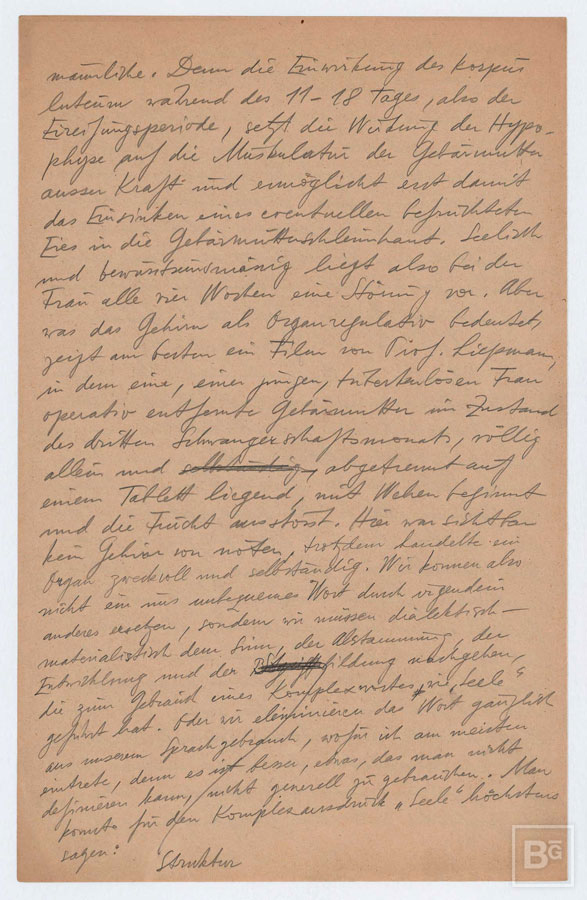 männliche. Denn die Einwirkung des Korpus
luteum während des 11–18 Tages, also der
Eireifungsperiode, setzt die Wirkung der Hypo-
physe auf die Muskulatur der Gebärmutter
ausser Kraft und ermöglicht erst damit
das Einsinken eines eventuellen befruchteten
Eies in die Gebärmutterschleimhaut. Seelisch
und bewusstseinsmässig liegt also bei der
Frau alle vier Wochen eine Störung vor. Aber
was das Gehirn als Organregulativ bedeutet,
zeigt am besten ein Film von Prof. Liepmann,
in dem eine, einer jungen, tuberkulösen Frau
operativ entfernte Gebärmutter im Zustand
des dritten Schwangerschaftsmonats, völlig
allein und selbständig, abgetrennt auf
einem Tablett liegend, mit Wehen beginnt
und die Frucht ausstösst. Hier war sichtbar
kein Gehirn von nöten, trotzdem handelte ein
Organ zweckvoll und selbständig. Wir können also
nicht ein uns unbequemes Wort durch irgendein
anderes ersetzen, sondern wir müssen dialektisch–
materialistisch dem Sinn, der Abstammung, der
Entwicklung und der bildung nachgehen,
die zum Gebrauch eines Komplexwortes, wie „Seele“
geführt hat. Oder wir eleminieren das Wort gänzlich
aus unserem Sprachgebrauch, wofür ich am meisten
eintrete, denn es ist besser, etwas, das man nicht
definieren kann, nicht generell zu gebrauchen. Man
könnte für den Komplexausdruck „Seele“ höchstens
sagen:
Struktur
BG